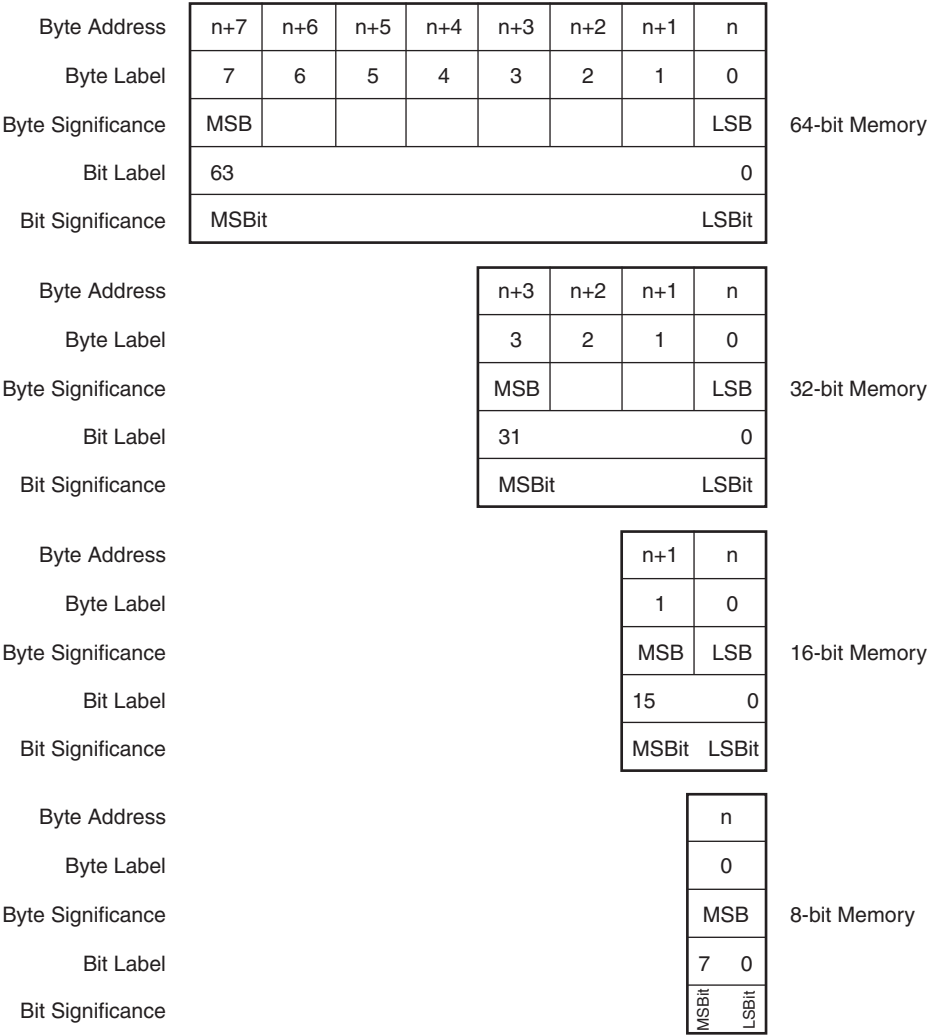 Byte Address n+7 n+6 n+5 n+4 n+3 n+2 n+1 n
Byte Label 7 6 5 4 3 2 1 0
Byte Significance MSB LSB 64-bit Memory
Bit Label 63 0
Bit Significance MSBit LSBit
Byte Address n+3 n+2 n+1 n
Byte Label 3 2 1 0
Byte Significance MSB LSB 32-bit Memory
Bit Label 31 0
Bit Significance MSBit LSBit
Byte Address n+1 n
Byte Label 1 0
Byte Significance MSB LSB 16-bit Memory
Bit Label 15 0
Bit Significance MSBit LSBit
Byte Address n
Byte Label 0
Byte Significance MSB 8-bit Memory
Bit Label 7 0
Bit Significance MSBit LSBit